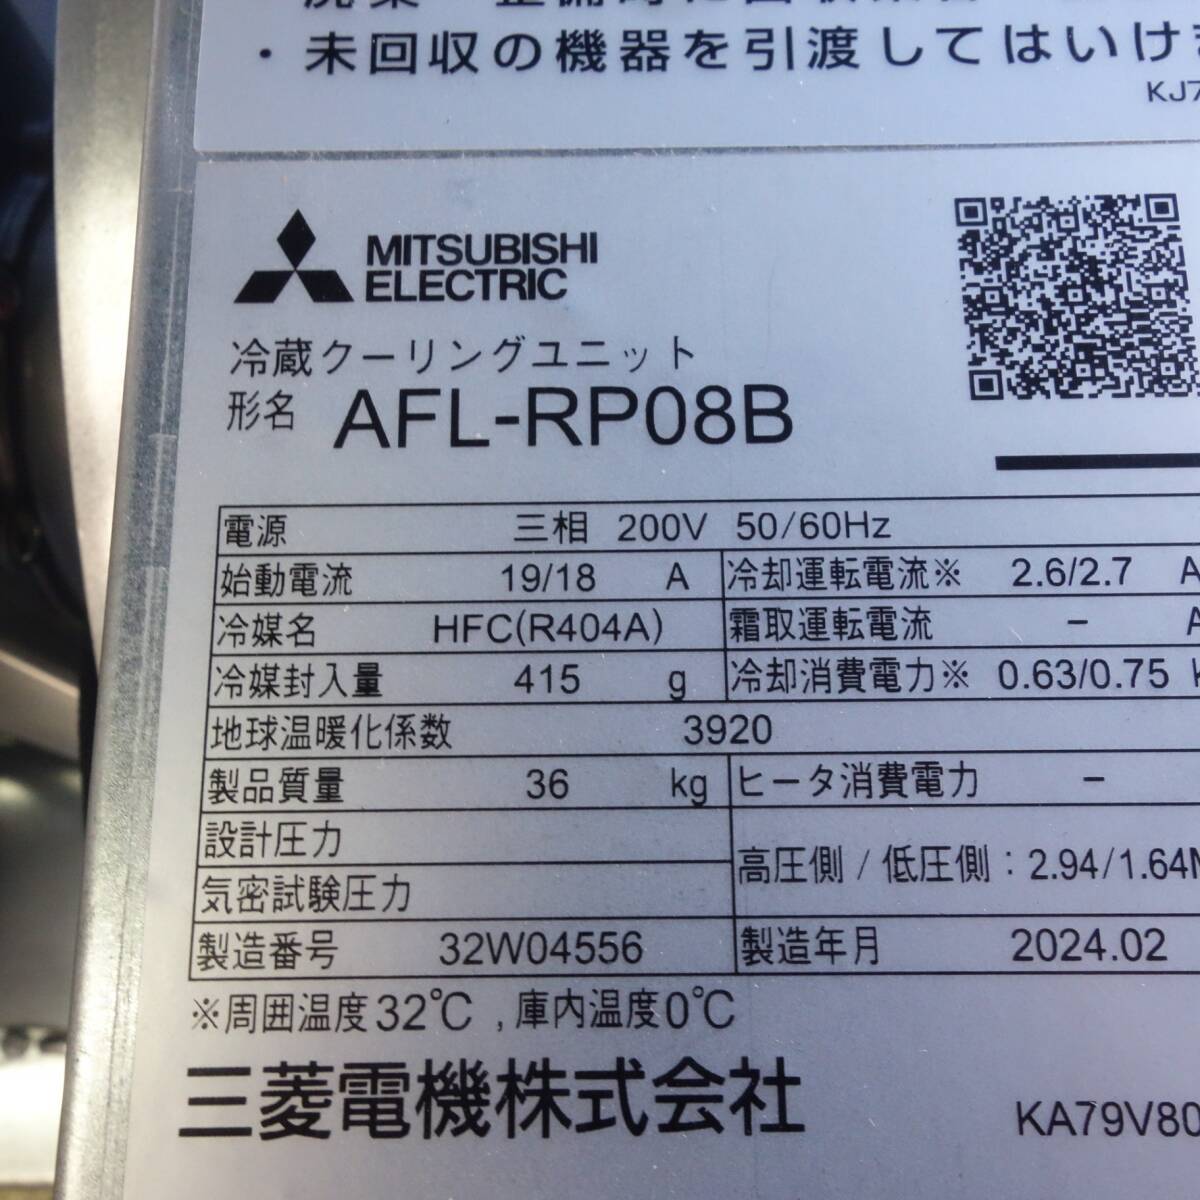 ・未回収の機器を引渡してはいけ
KJ7
MITSUBISHI
ELECTRIC
冷蔵クーリングユニット
形名 AFL-RP08B
電源 三相 200V 50/60Hz
始動電流 19/18 A 冷却運転電流※ 2.6/2.7 A
冷媒名 HFC(R404A) 霜取運転電流 - A
冷媒封入量 415 g 冷却消費電力※ 0.63/0.75
地球温暖化係数 3920
製品質量 36 kg ヒータ消費電力 -
設計圧力
高圧側 / 低圧側：2.94/1.64M
気密試験圧力
製造番号 32W04556 製造年月 2024.02
※周囲温度32℃ , 庫内温度0℃
三菱電機株式会社
KA79V80